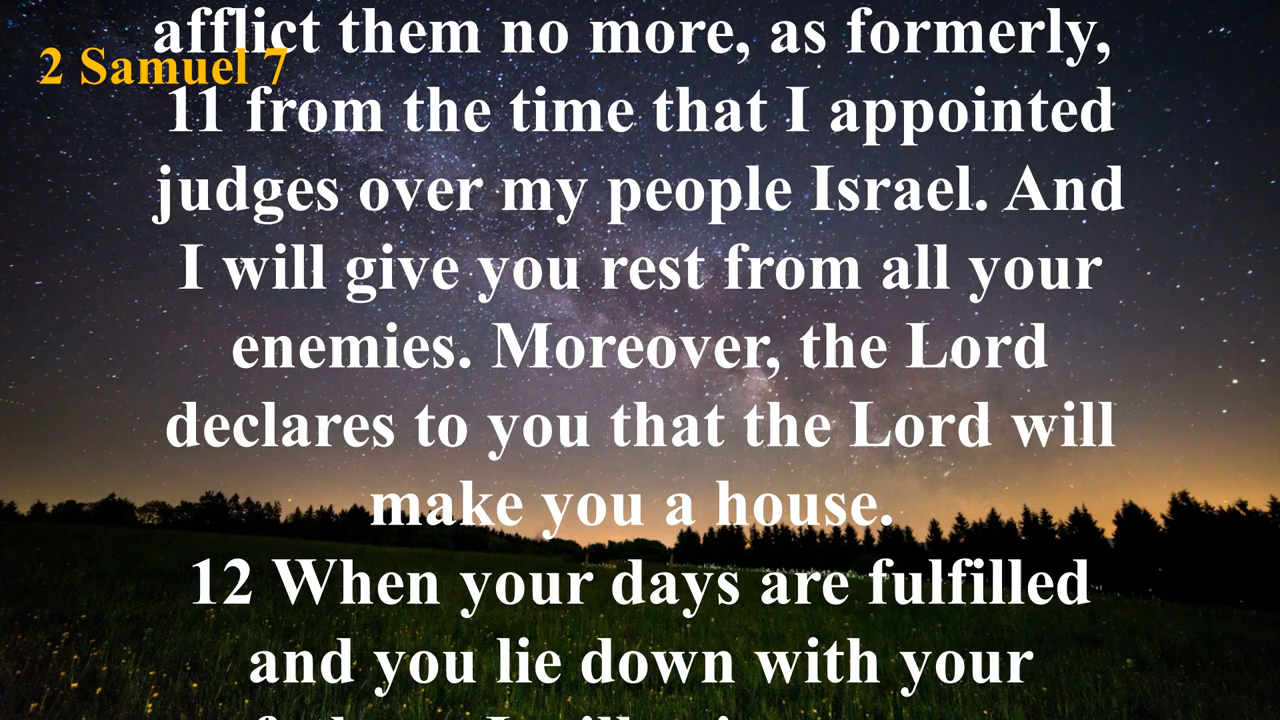 afflict them no more, as formerly,
2 Samuel 7
11 from the time that I appointed
judges over my people Israel. And
I will give you rest from all your
enemies. Moreover, the Lord
declares to you that the Lord will
make you a house.
12 When your days are fulfilled
and you lie down with your